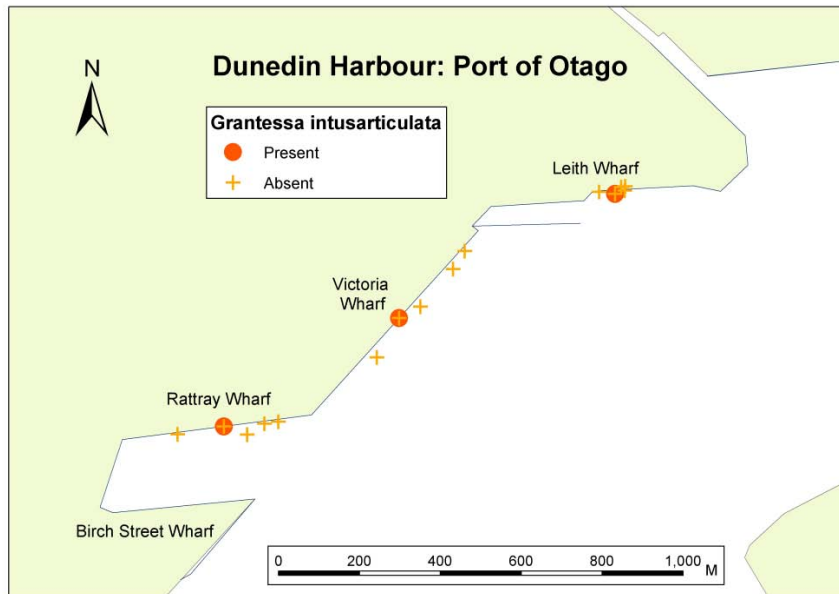 Dunedin Harbour: Port of Otago
N
Grantessa intusarticulata
Present
Absent
Leith Wharf
Victoria
Wharf
Rattray Wharf
Birch Street Wharf
0 200 400 600 800 1,000
M